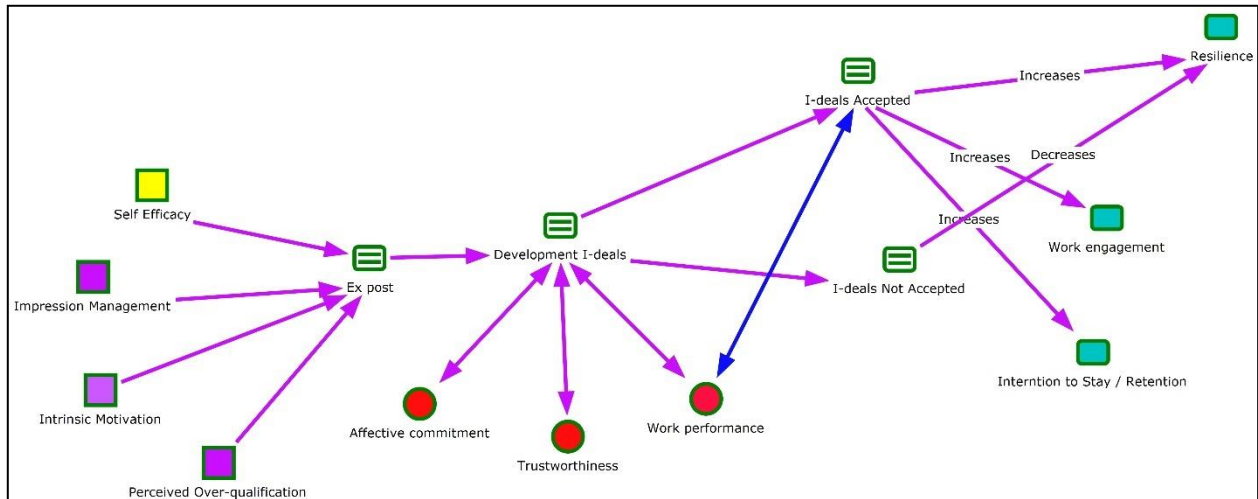 Resilience
Increases
I-deals Accepted
Increases
Decreases
Self Efficacy
Increases
Work engagement
Development I-deals
Ex post
I-deals Not Accepted
Impression Management
Interntion to Stay / Retention
Intrinsic Motivation
Affective commitment
Work performance
Trustworthiness
Perceived Over-qualification